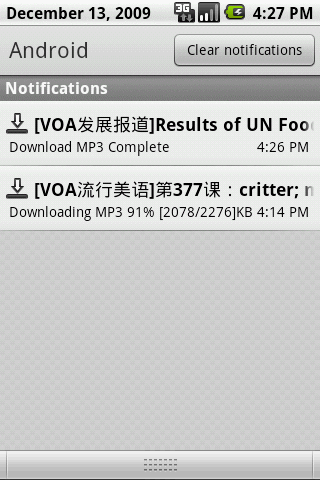 December 13, 2009 3G 4:27 PM
Android Clear notifications
Notifications
[VOA发展报道]Results of UN Foo
Download MP3 Complete 4:26 PM
[VOA流行美语]第377课：critter; n
Downloading MP3 91% [2078/2276]KB 4:14 PM